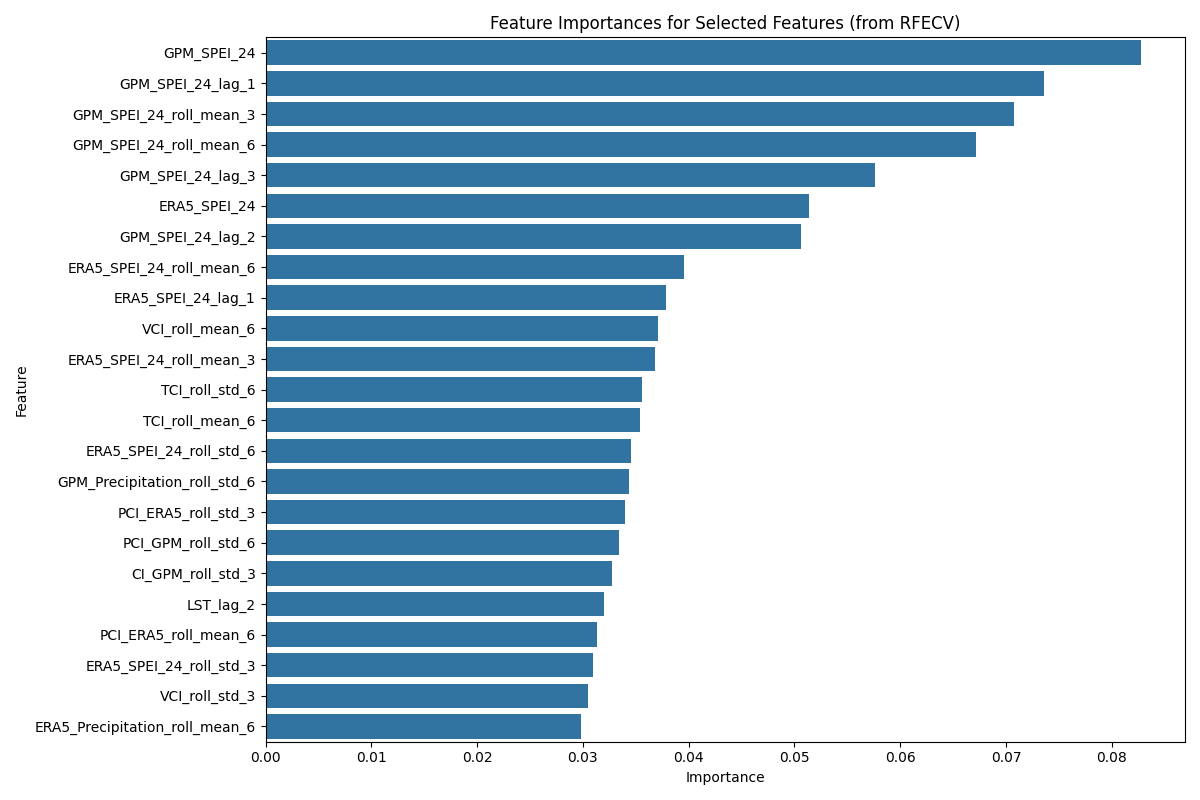 Feature Importances for Selected Features (from RFECV)
GPM_SPEI_24
GPM_SPEI_24_lag_1
GPM_SPEI_24_roll_mean_3
GPM_SPEI_24_roll_mean_6
GPM_SPEI_24_lag_3
ERA5_SPEI_24
GPM_SPEI_24_lag_2
ERA5_SPEI_24_roll_mean_6
ERA5_SPEI_24_lag_1
VCI_roll_mean_6
ERA5_SPEI_24_roll_mean_3
TCI_roll_std_6
TCI_roll_mean_6
ERA5_SPEI_24_roll_std_6
GPM_Precipitation_roll_std_6
PCI_ERA5_roll_std_3
PCI_GPM_roll_std_6
CI_GPM_roll_std_3
LST_lag_2
PCI_ERA5_roll_mean_6
ERA5_SPEI_24_roll_std_3
VCI_roll_std_3
ERA5_Precipitation_roll_mean_6
Feature
0.00 0.01 0.02 0.03 0.04 0.05 0.06 0.07 0.08
Importance